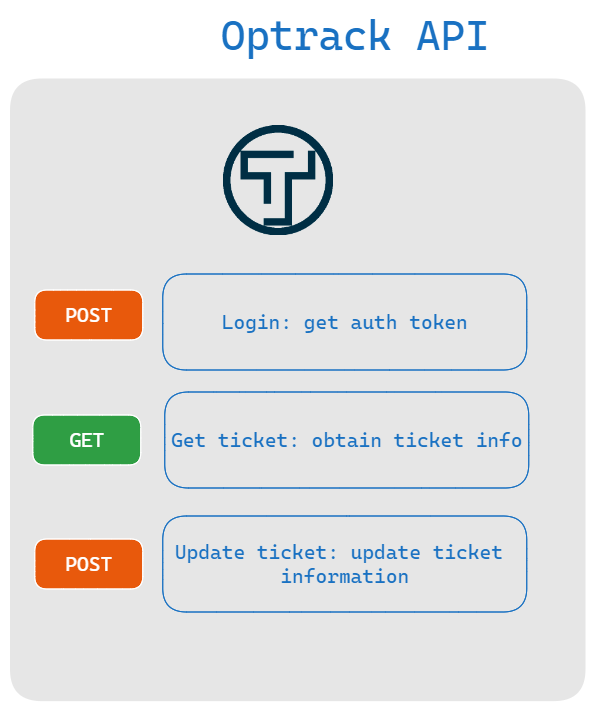 Optrack API
POST
Login: get auth token
GET
Get ticket: obtain ticket info
POST
Update ticket: update ticket
information